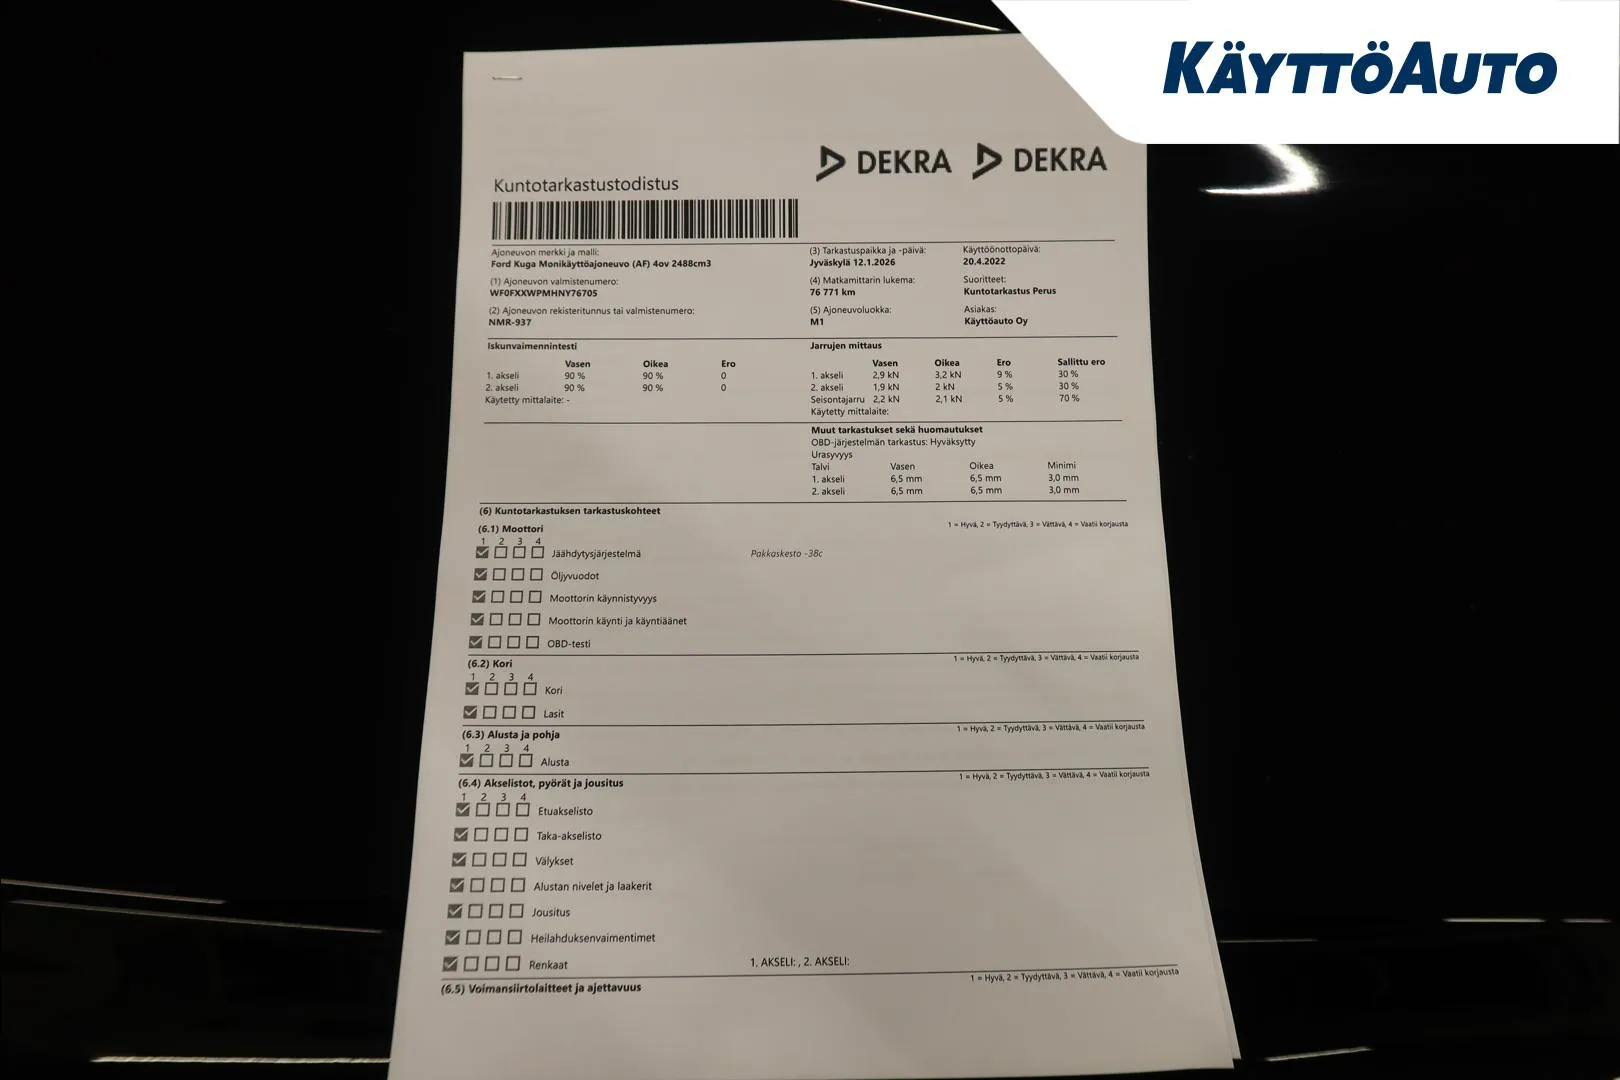 KÄYTTÖAUTO
DEKRA DEKRA
Kuntotarkastustodistus
Ajoneuvon merkki ja malli:
Ford Kuga Monikäyttöajoneuvo (AF) 4ov 2488cm3
(1) Ajoneuvon valmistenumero:
WF0FXXWPMHNY76705
(2) Ajoneuvon rekisteritunnus tai valmistenumero:
NMR-937
(3) Tarkastuspaikka ja -päivä:
Jyväskylä 12.1.2026
(4) Matkamittarin lukema:
76 771 km
(5) Ajoneuvoluokka:
M1
Käyttöönottopäivä:
20.4.2022
Suoritteet:
Kuntotarkastus Perus
Asiakas:
Käyttöauto Oy
Iskunvaimennintesti
Vasen Oikea Ero
1. akseli 90 % 90 % 0
2. akseli 90 % 90 % 0
Käytetty mittalaite: -
Jarrujen mittaus
Vasen Oikea Ero Sallittu ero
1. akseli 2,9 kN 3,2 kN 9 % 30 %
2. akseli 1,9 kN 2 kN 5 % 30 %
Seisontajarru 2,2 kN 2,1 kN 5 % 70 %
Käytetty mittalaite:
Muut tarkastukset sekä huomautukset
OBD-järjestelmän tarkastus: Hyväksytty
Urasyvyys
Talvi Vasen Oikea Minimi
1. akseli 6,5 mm 6,5 mm 3,0 mm
2. akseli 6,5 mm 6,5 mm 3,0 mm
(6) Kuntotarkastuksen tarkastuskohteet
(6.1) Moottori 1 = Hyvä, 2 = Tyydyttävä, 3 = Vättävä, 4 = Vaatii korjausta
1 2 3 4
Jäähdytysjärjestelmä Pakkaskesto -38c
Öljyvuodot
Moottorin käynnistyvyys
Moottorin käynti ja käyntiäänet
OBD-testi
(6.2) Kori 1 = Hyvä, 2 = Tyydyttävä, 3 = Vättävä, 4 = Vaatii korjausta
1 2 3 4
Kori
Lasit
(6.3) Alusta ja pohja 1 = Hyvä, 2 = Tyydyttävä, 3 = Vättävä, 4 = Vaatii korjausta
1 2 3 4
Alusta
(6.4) Akselistot, pyörät ja jousitus 1 = Hyvä, 2 = Tyydyttävä, 3 = Vättävä, 4 = Vaatii korjausta
1 2 3 4
Etuakselisto
Taka-akselisto
Välykset
Alustan nivelet ja laakerit
Jousitus
Heilahduksenvaimentimet
Renkaat 1. AKSELI: , 2. AKSELI:
(6.5) Voimansiirtolaitteet ja ajettavuus 1 = Hyvä, 2 = Tyydyttävä, 3 = Vättävä, 4 = Vaatii korjausta